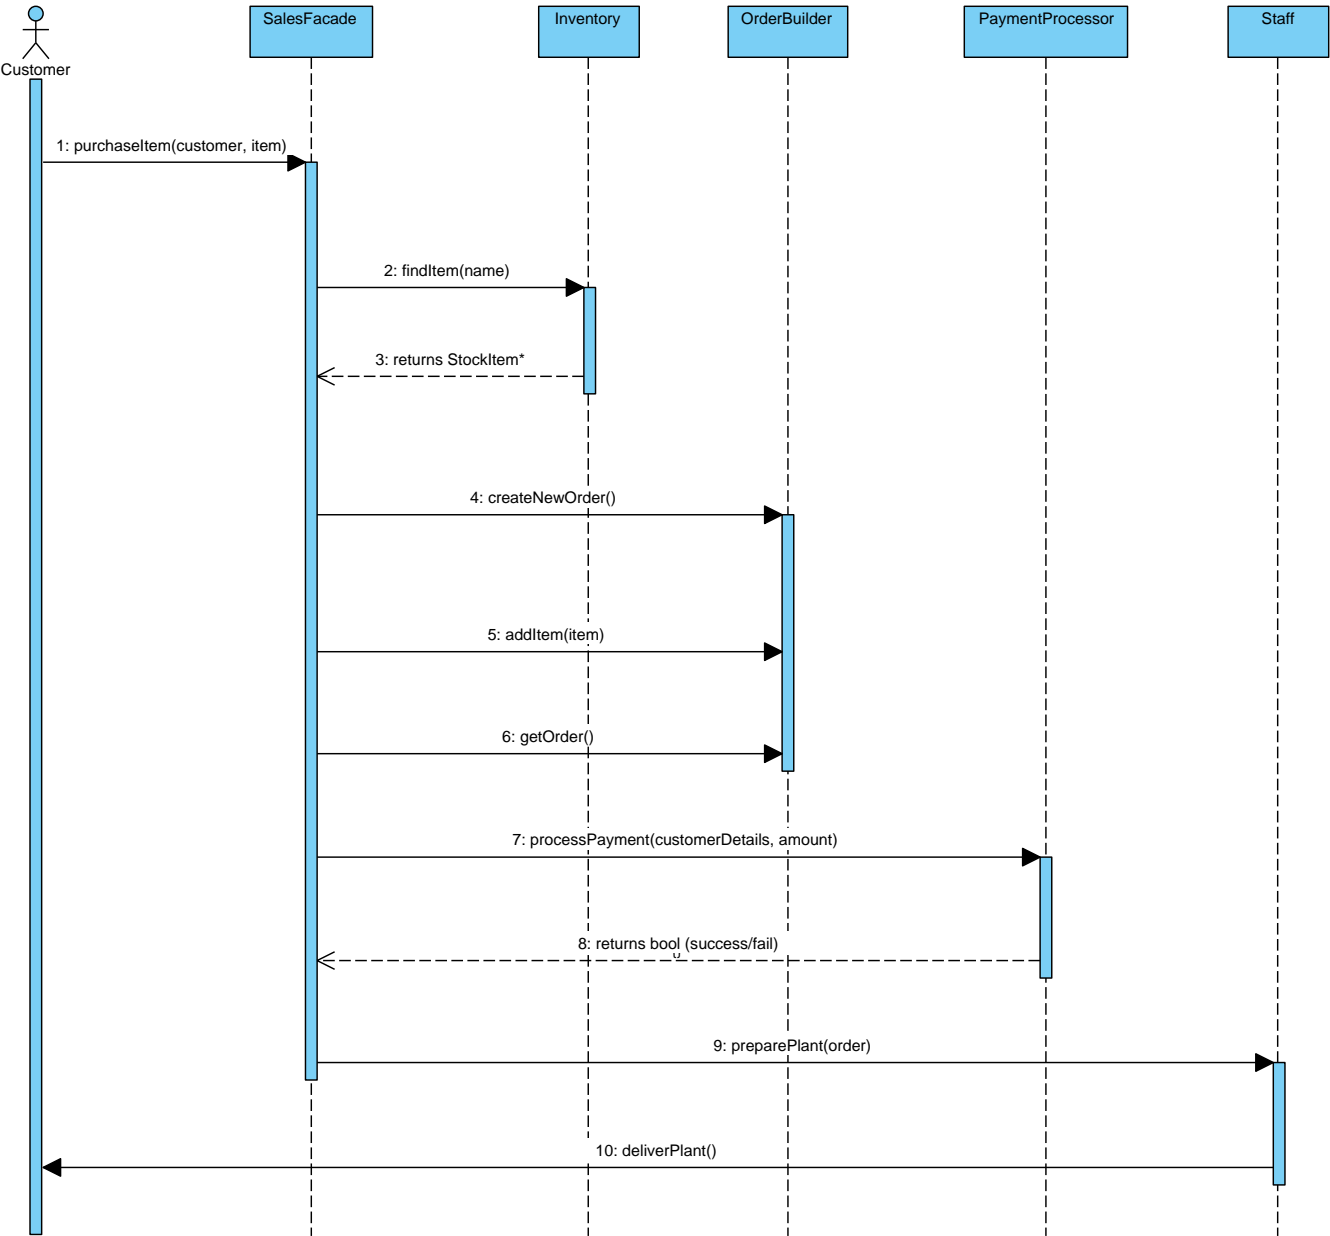 SalesFacade
Inventory
OrderBuilder
PaymentProcessor
Staff
Customer
1: purchaseItem(customer, item)
2: findItem(name)
3: returns StockItem*
4: createNewOrder()
5: addItem(item)
6: getOrder()
7: processPayment(customerDetails, amount)
8: returns bool (success/fail)
9: preparePlant(order)
10: deliverPlant()